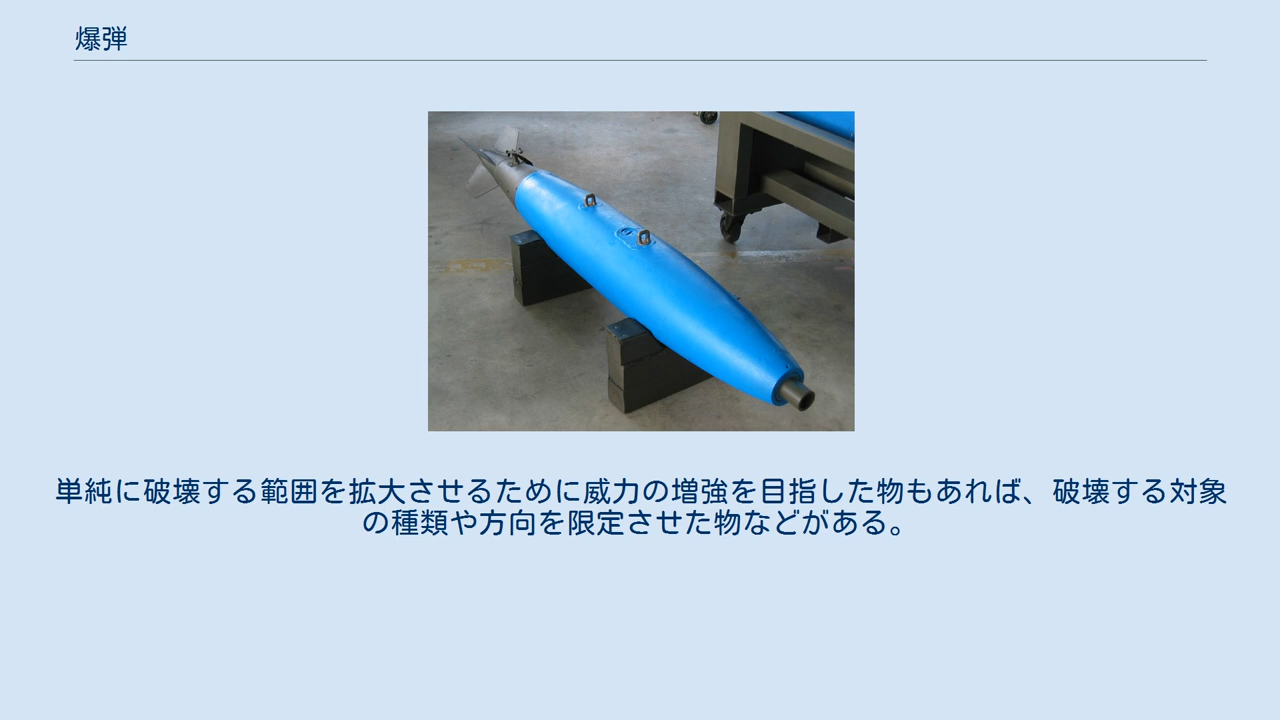 爆弾
単純に破壊する範囲を拡大させるために威力の増強を目指した物もあれば、破壊する対象
の種類や方向を限定させた物などがある。